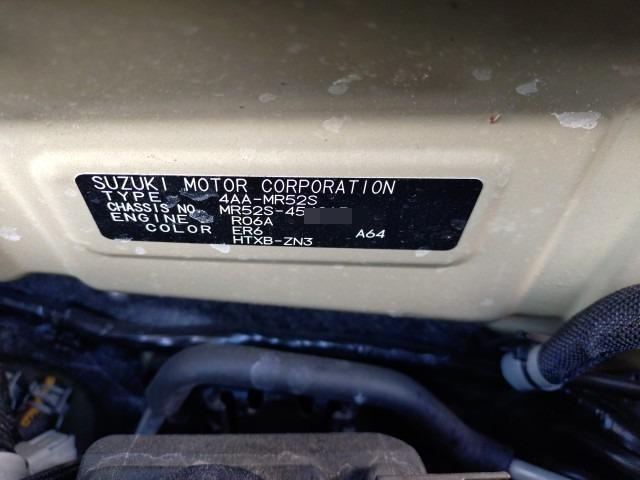 SUZUKI MOTOR CORPORATION
TYPE 4AA-MR52S
CHASSIS NO. MR52S-45
ENGINE R06A
COLOR ER6 A64
HTXB-ZN3